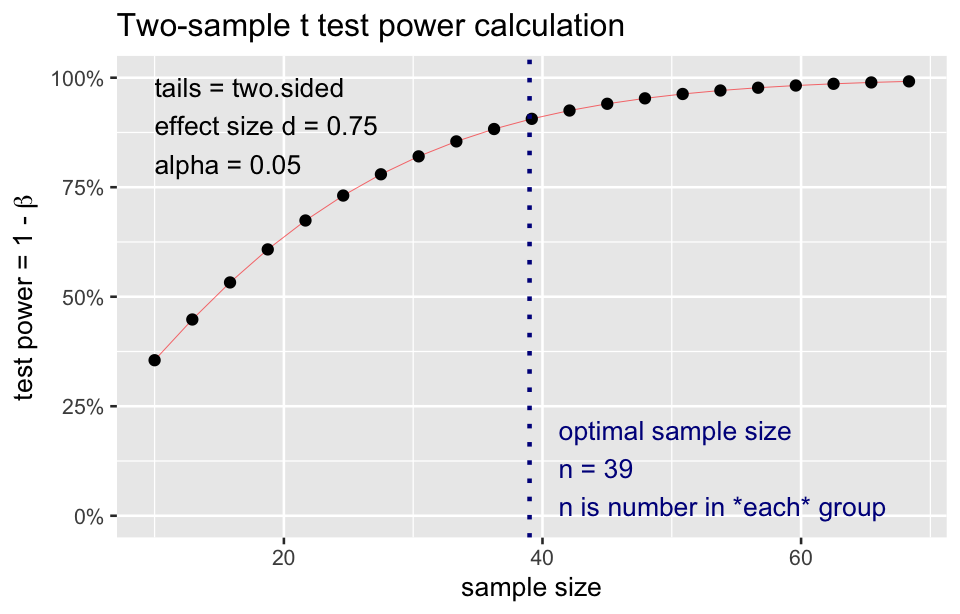 Two-sample t test power calculation
tails = two.sided
effect size d = 0.75
alpha = 0.05
optimal sample size
n = 39
n is number in *each* group
100%
75%
50%
25%
0%
test power = 1 - β
20
40
60
sample size